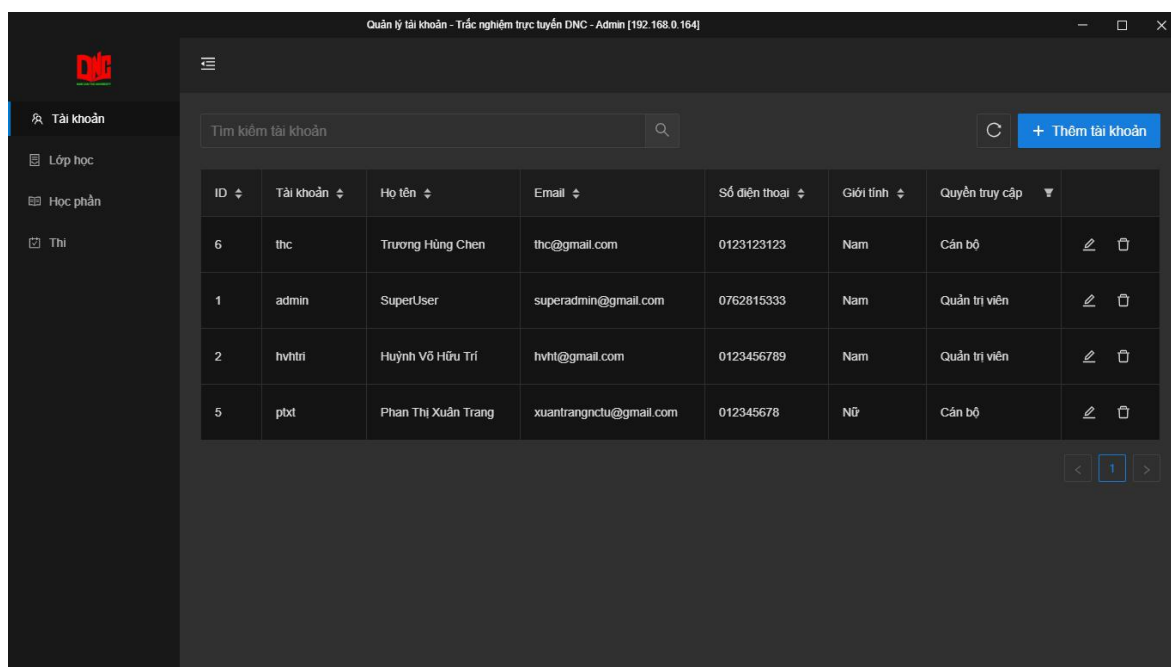 Quản lý tài khoản - Trắc nghiệm trực tuyến DNC - Admin [192.168.0.164]
DNC
Tài khoản
Lớp học
Học phần
Thi
Tìm kiếm tài khoản
+ Thêm tài khoản
ID Tài khoản Họ tên Email Số điện thoại Giới tính Quyền truy cập
6 thc Trương Hùng Chen thc@gmail.com 0123123123 Nam Cán bộ
1 admin SuperUser superadmin@gmail.com 0762815333 Nam Quản trị viên
2 hvhtri Huỳnh Võ Hữu Trí hvht@gmail.com 0123456789 Nam Quản trị viên
5 ptxt Phan Thị Xuân Trang xuantrangnctu@gmail.com 012345678 Nữ Cán bộ
< 1 >